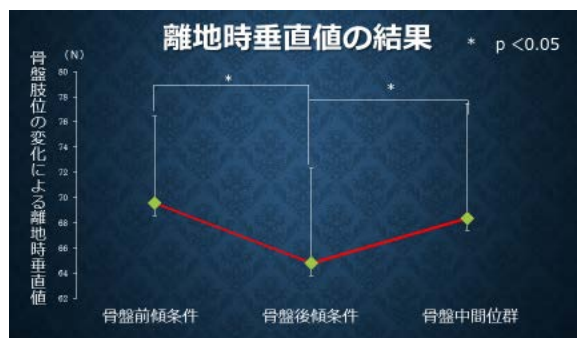 離地時垂直値の結果
* p <0.05
(N)
骨盤肢位の変化による離地時垂直値
80
78
76
74
72
70
68
66
64
62
*
*
骨盤前傾条件
骨盤後傾条件
骨盤中間位群